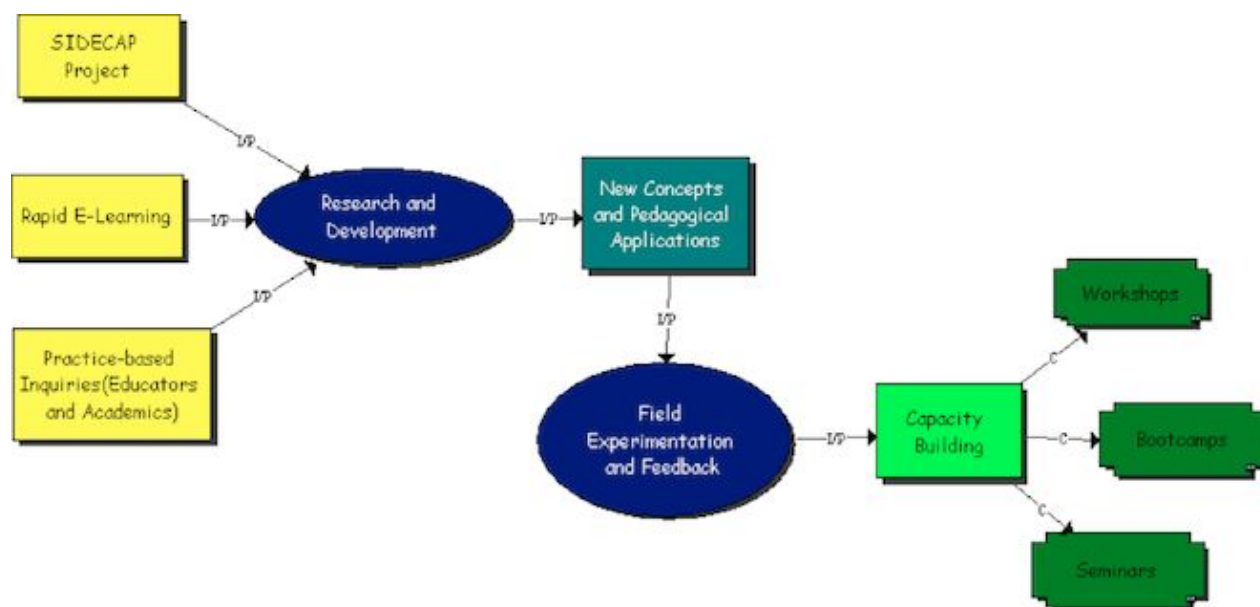 SIDECAP
Project
I/P
Rapid E-Learning
I/P
Practice-based
Inquiries(Educators
and Academics)
I/P
Research and
Development
I/P
New Concepts
and Pedagogical
Applications
I/P
Field
Experimentation
and Feedback
I/P
Capacity
Building
C
Workshops
C
Bootcamps
C
Seminars